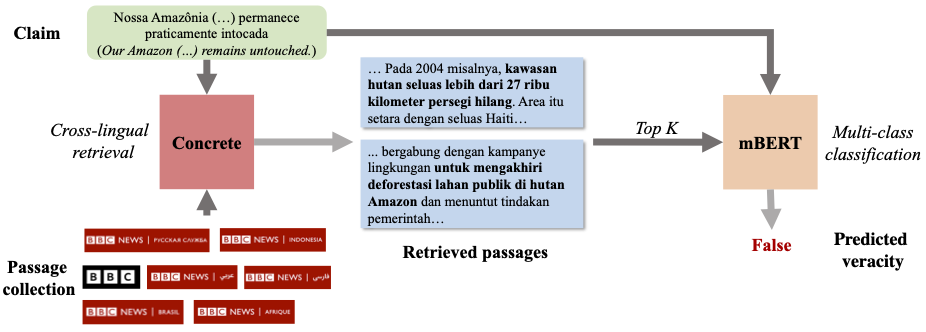 Claim
Nossa Amazônia (…) permanece
praticamente intocada
(Our Amazon (…) remains untouched.)
Cross-lingual
retrieval
Concrete
… Pada 2004 misalnya, kawasan
hutan seluas lebih dari 27 ribu
kilometer persegi hilang. Area itu
setara dengan seluas Haiti…
... bergabung dengan kampanye
lingkungan untuk mengakhiri
deforestasi lahan publik di hutan
Amazon dan menuntut tindakan
pemerintah…
Retrieved passages
Top K
mBERT
Multi-class
classification
False
Predicted
veracity
Passage
collection
BBC NEWS | РУССКАЯ СЛУЖБА
BBC NEWS | INDONESIA
BBC
BBC NEWS | عربي
BBC NEWS | فارسی
BBC NEWS | BRASIL
BBC NEWS | AFRIQUE